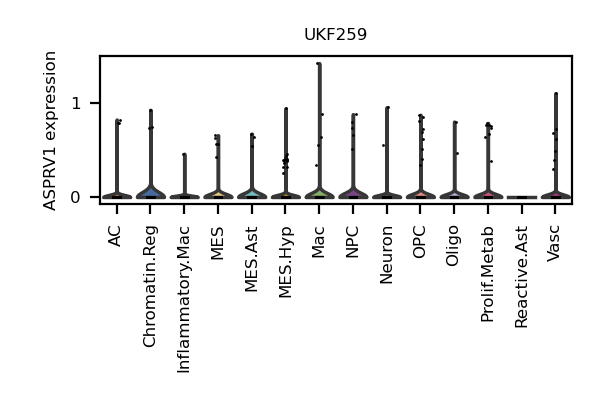 UKF259
ASPRV1 expression
1
0
AC
Chromatin.Reg
Inflammatory.Mac
MES
MES.Ast
MES.Hyp
Mac
NPC
Neuron
OPC
Oligo
Prolif.Metab
Reactive.Ast
Vasc